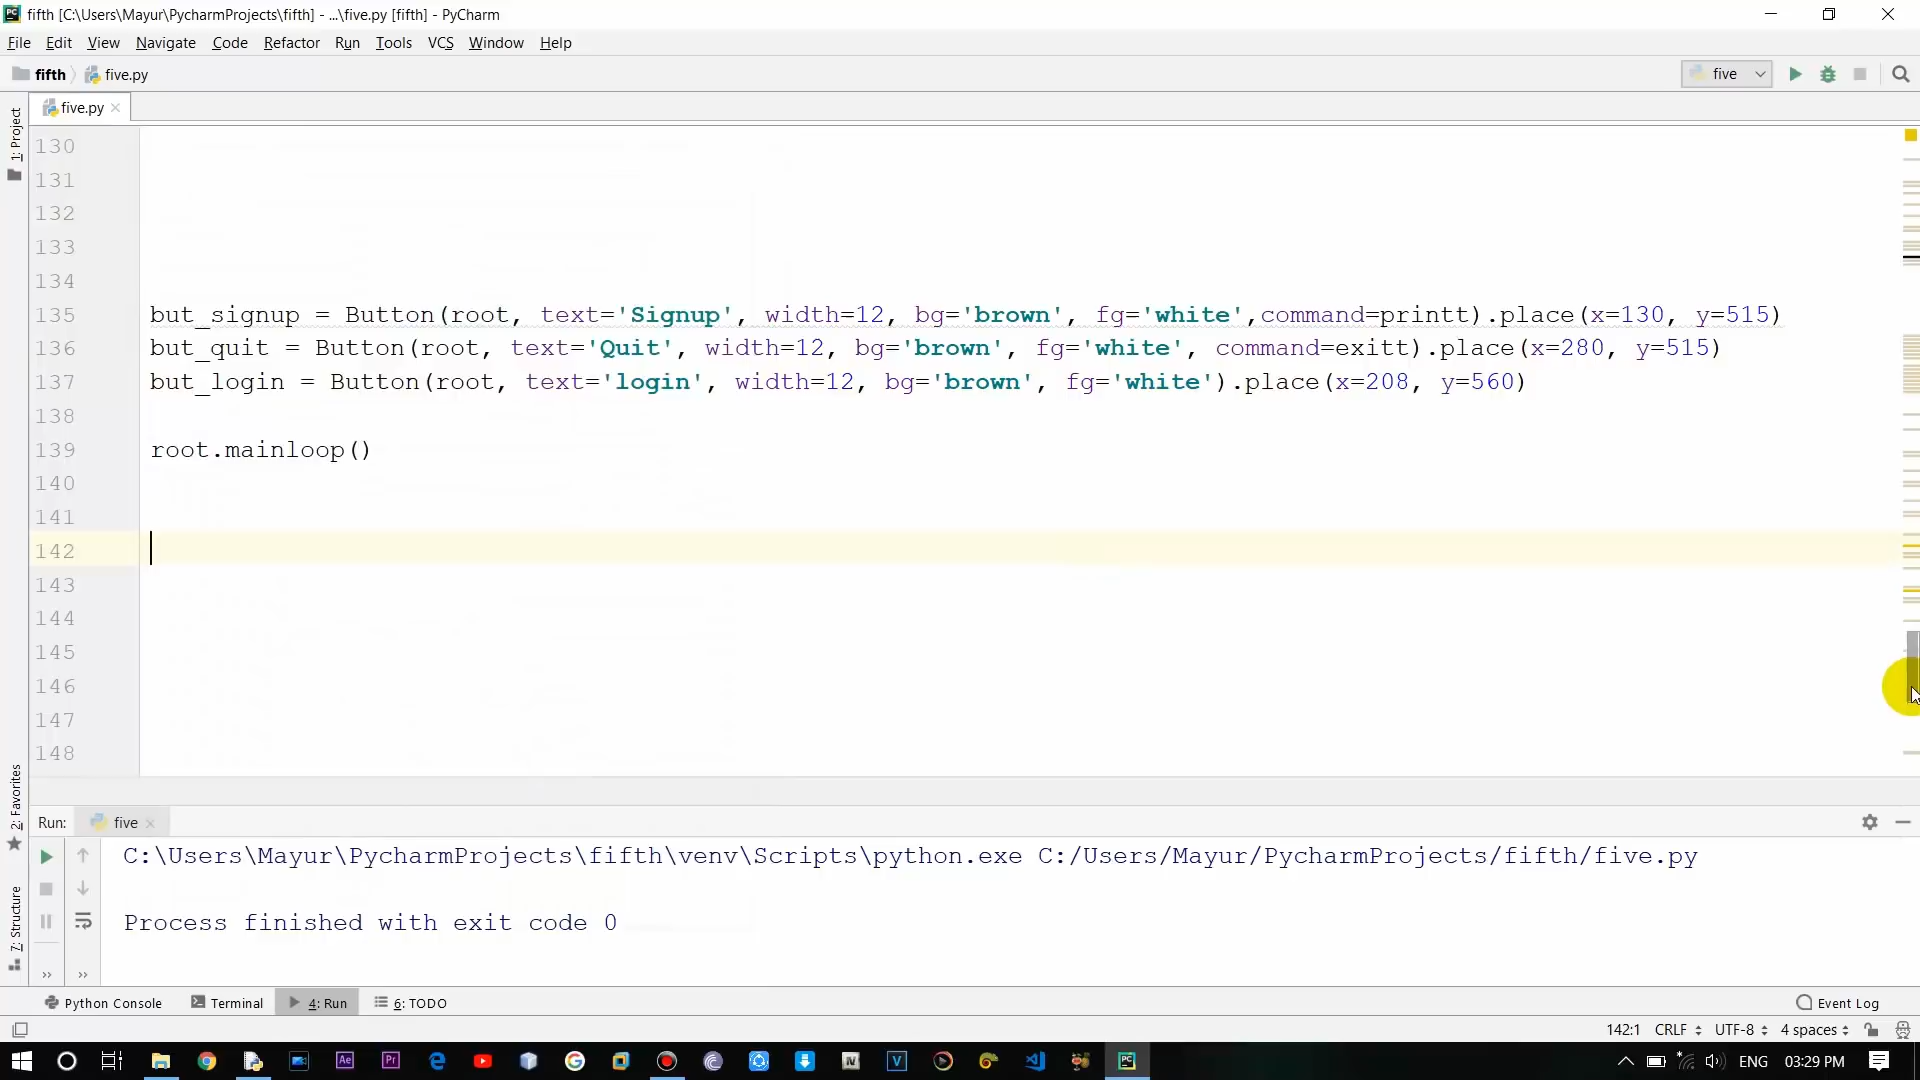 fifth [C:\Users\Mayur\PycharmProjects\fifth] - ...\five.py [fifth] - PyCharm
File Edit View Navigate Code Refactor Run Tools VCS Window Help
fifth five.py five
five.py
1: Project
130
131
132
133
134
135 but_signup = Button(root, text='Signup', width=12, bg='brown', fg='white',command=printt).place(x=130, y=515)
136 but_quit = Button(root, text='Quit', width=12, bg='brown', fg='white', command=exitt).place(x=280, y=515)
137 but_login = Button(root, text='login', width=12, bg='brown', fg='white').place(x=208, y=560)
138
139 root.mainloop()
140
141
142
143
144
145
146
147
148
2: Favorites
7: Structure
Run: five
C:\Users\Mayur\PycharmProjects\fifth\venv\Scripts\python.exe C:/Users/Mayur/PycharmProjects/fifth/five.py
Process finished with exit code 0
Python Console Terminal 4: Run 6: TODO Event Log
142:1 CRLF UTF-8 4 spaces
ENG 03:29 PM